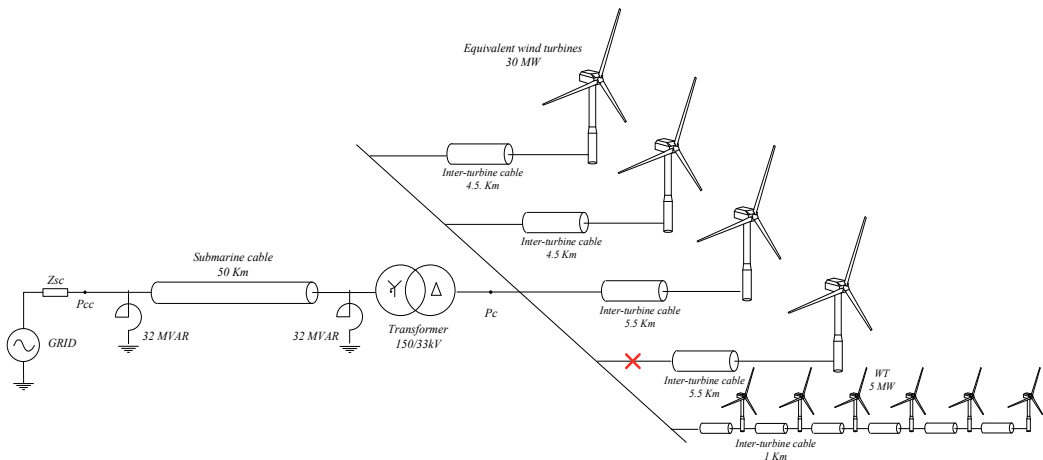 Equivalent wind turbines
30 MW
Inter-turbine cable
4.5. Km
Inter-turbine cable
4.5 Km
Submarine cable
50 Km
Zsc
Pcc
32 MVAR
32 MVAR
GRID
Transformer
150/33kV
Pc
Inter-turbine cable
5.5 Km
Inter-turbine cable
5.5 Km
WT
5 MW
Inter-turbine cable
1 Km